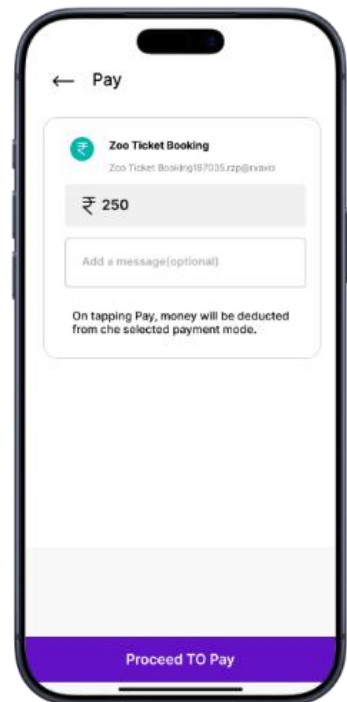 ← Pay
Zoo Ticket Booking
Zoo Ticket Booking187035.rzp@rxaxis
₹ 250
Add a message(optional)
On tapping Pay, money will be deducted
from che selected payment mode.
Proceed TO Pay